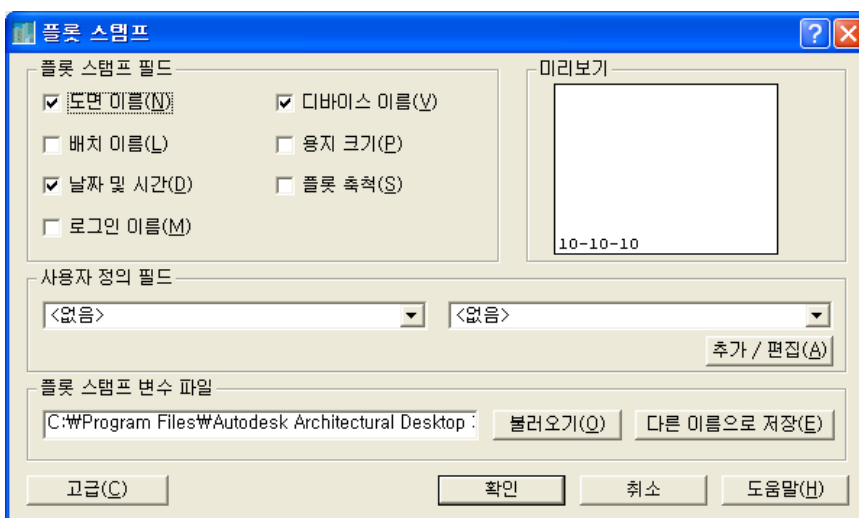 플롯 스탬프
플롯 스탬프 필드
도면 이름(N)
디바이스 이름(V)
배치 이름(L)
용지 크기(P)
날짜 및 시간(D)
플롯 축척(S)
로그인 이름(M)
미리보기
10-10-10
사용자 정의 필드
<없음>
<없음>
추가 / 편집(A)
플롯 스탬프 변수 파일
C:₩Program Files₩Autodesk Architectural Desktop
불러오기(O)
다른 이름으로 저장(E)
고급(C)
확인
취소
도움말(H)